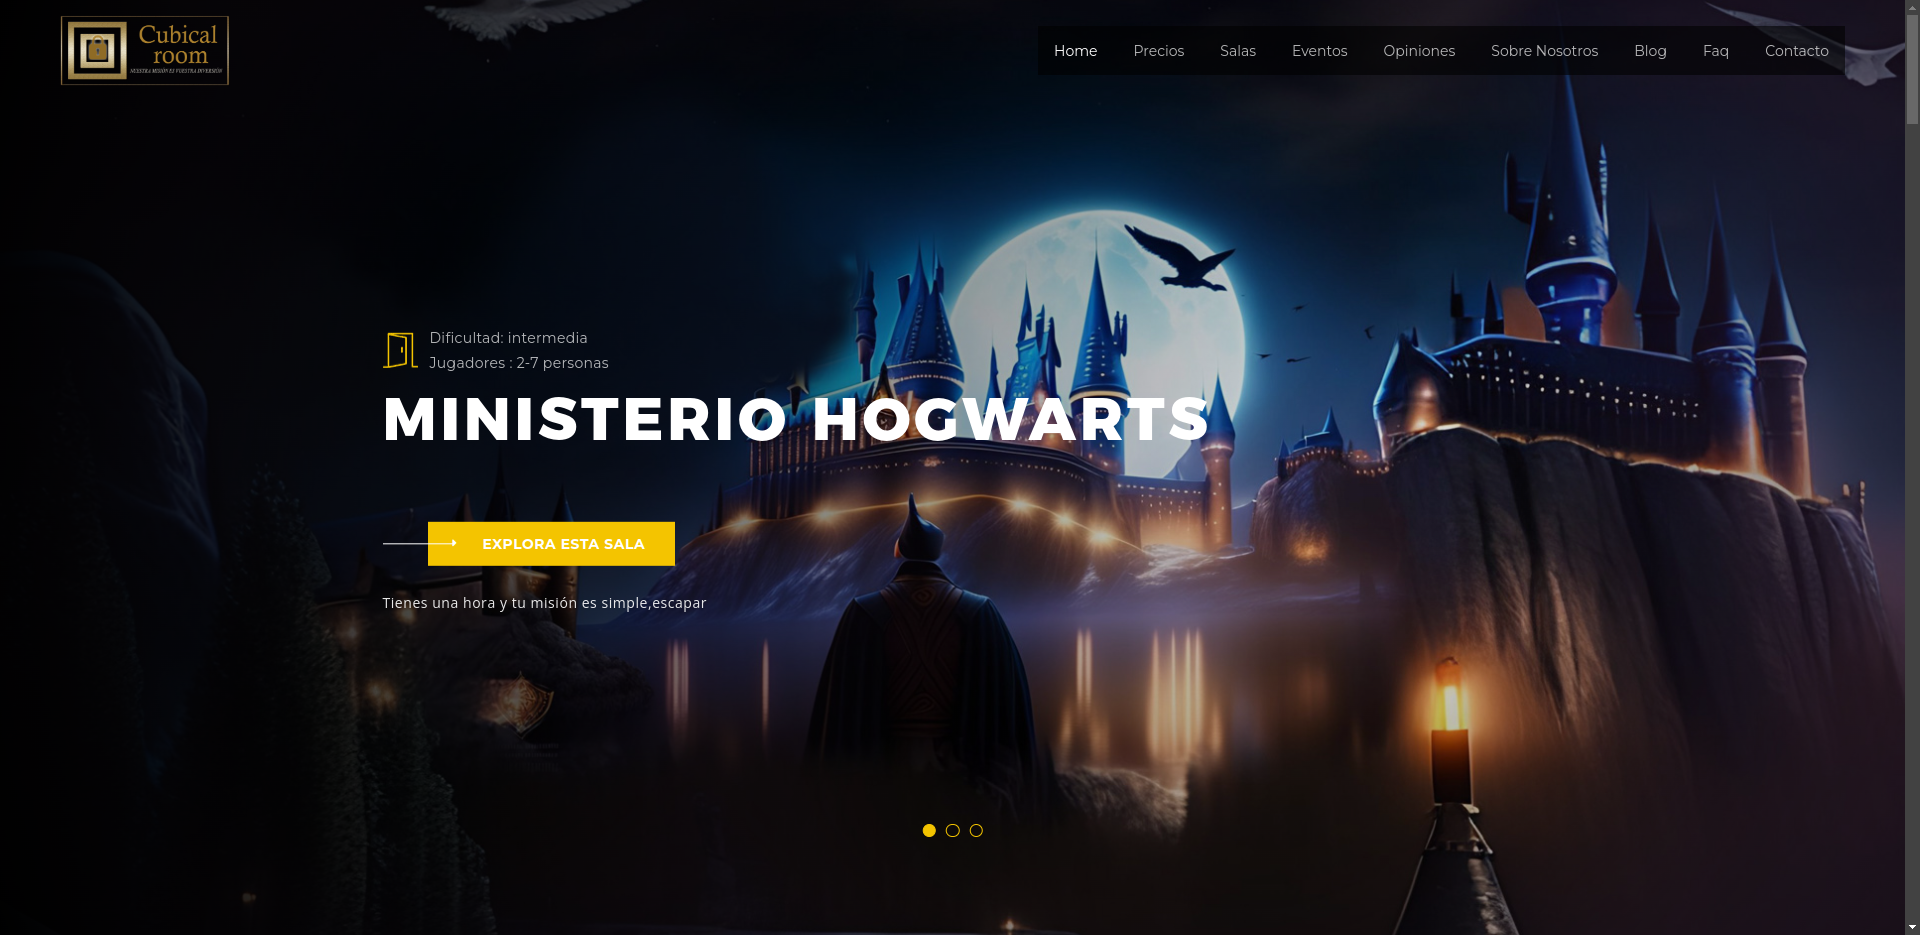 Cubical
room
NUESTRA MISIÓN ES VUESTRA DIVERSIÓN
Home Precios Salas Eventos Opiniones Sobre Nosotros Blog Faq Contacto
Dificultad: intermedia
Jugadores : 2-7 personas
MINISTERIO HOGWARTS
EXPLORA ESTA SALA
Tienes una hora y tu misión es simple,escapar